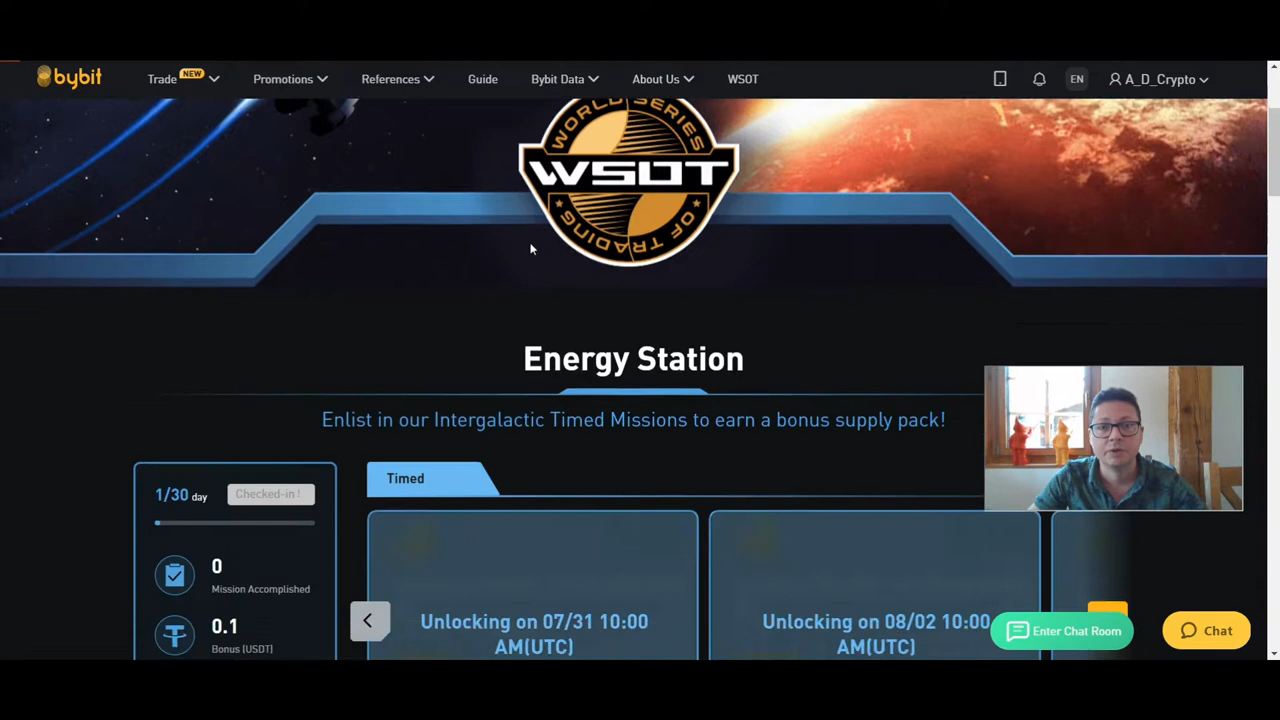 bybit Trade NEW Promotions References Guide Bybit Data About Us WSOT EN A_D_Crypto
WORLD SERIES
WSOT
OF TRADING
Energy Station
Enlist in our Intergalactic Timed Missions to earn a bonus supply pack!
1/30 day Checked-in!
Timed
0
Mission Accomplished
0.1
Bonus (USDT)
Unlocking on 07/31 10:00
AM(UTC)
Unlocking on 08/02 10:00
AM(UTC)
Enter Chat Room
Chat